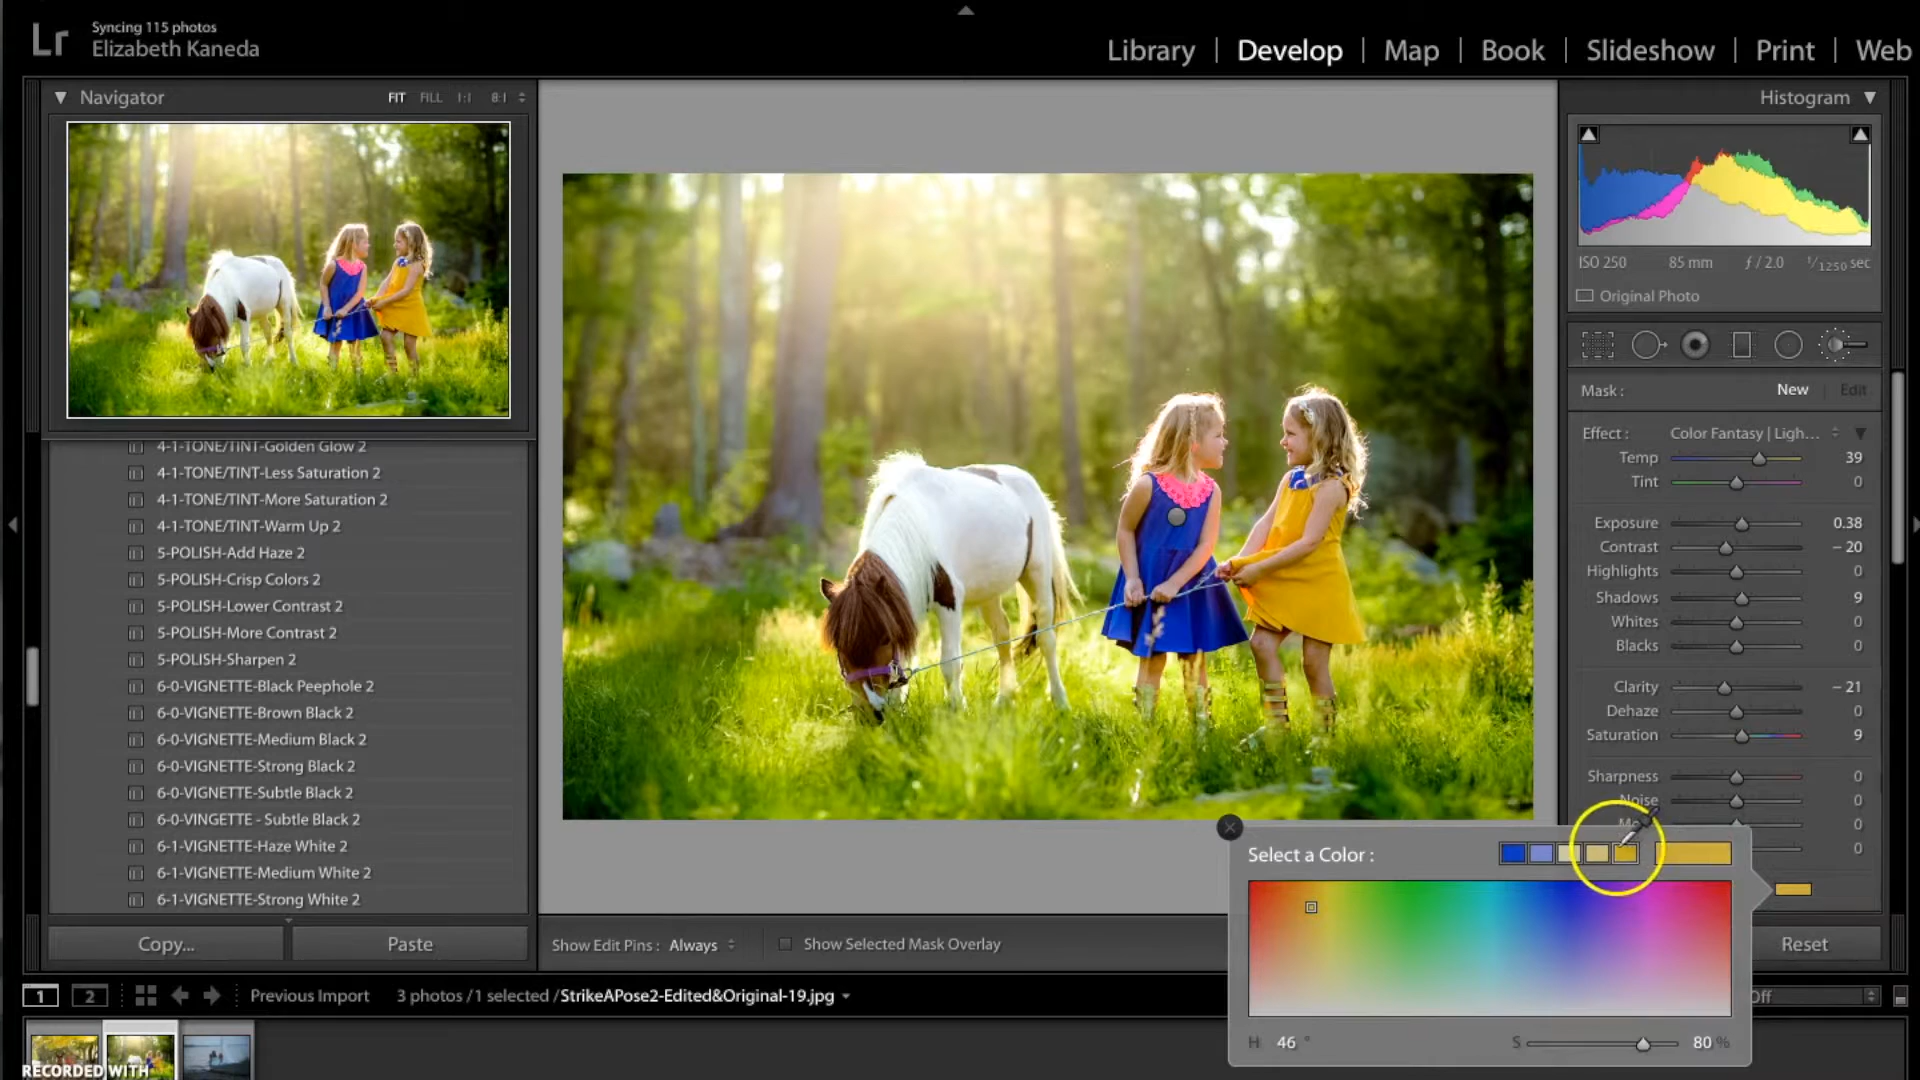 Lr
Syncing 115 photos
Elizabeth Kaneda
Library | Develop | Map | Book | Slideshow | Print | Web
Navigator
FIT FILL 1:1 8:1
4-1-TONE/TINT-Golden Glow 2
4-1-TONE/TINT-Less Saturation 2
4-1-TONE/TINT-More Saturation 2
4-1-TONE/TINT-Warm Up 2
5-POLISH-Add Haze 2
5-POLISH-Crisp Colors 2
5-POLISH-Lower Contrast 2
5-POLISH-More Contrast 2
5-POLISH-Sharpen 2
6-0-VIGNETTE-Black Peephole 2
6-0-VIGNETTE-Brown Black 2
6-0-VIGNETTE-Medium Black 2
6-0-VIGNETTE-Strong Black 2
6-0-VIGNETTE-Subtle Black 2
6-0-VINGETTE - Subtle Black 2
6-1-VIGNETTE-Haze White 2
6-1-VIGNETTE-Medium White 2
6-1-VIGNETTE-Strong White 2
Copy...
Paste
Show Edit Pins : Always
Show Selected Mask Overlay
Histogram
ISO 250 85 mm ƒ / 2.0 1/1250 sec
Original Photo
Mask : New | Edit
Effect : Color Fantasy | Ligh...
Temp 39
Tint 0
Exposure 0.38
Contrast – 20
Highlights 0
Shadows 9
Whites 0
Blacks 0
Clarity – 21
Dehaze 0
Saturation 9
Sharpness 0
Noise 0
0
0
Select a Color :
H 46 °
S 80 %
Reset
1 2
Previous Import
3 photos / 1 selected / StrikeAPose2-Edited&Original-19.jpg
Off
RECORDED WITH